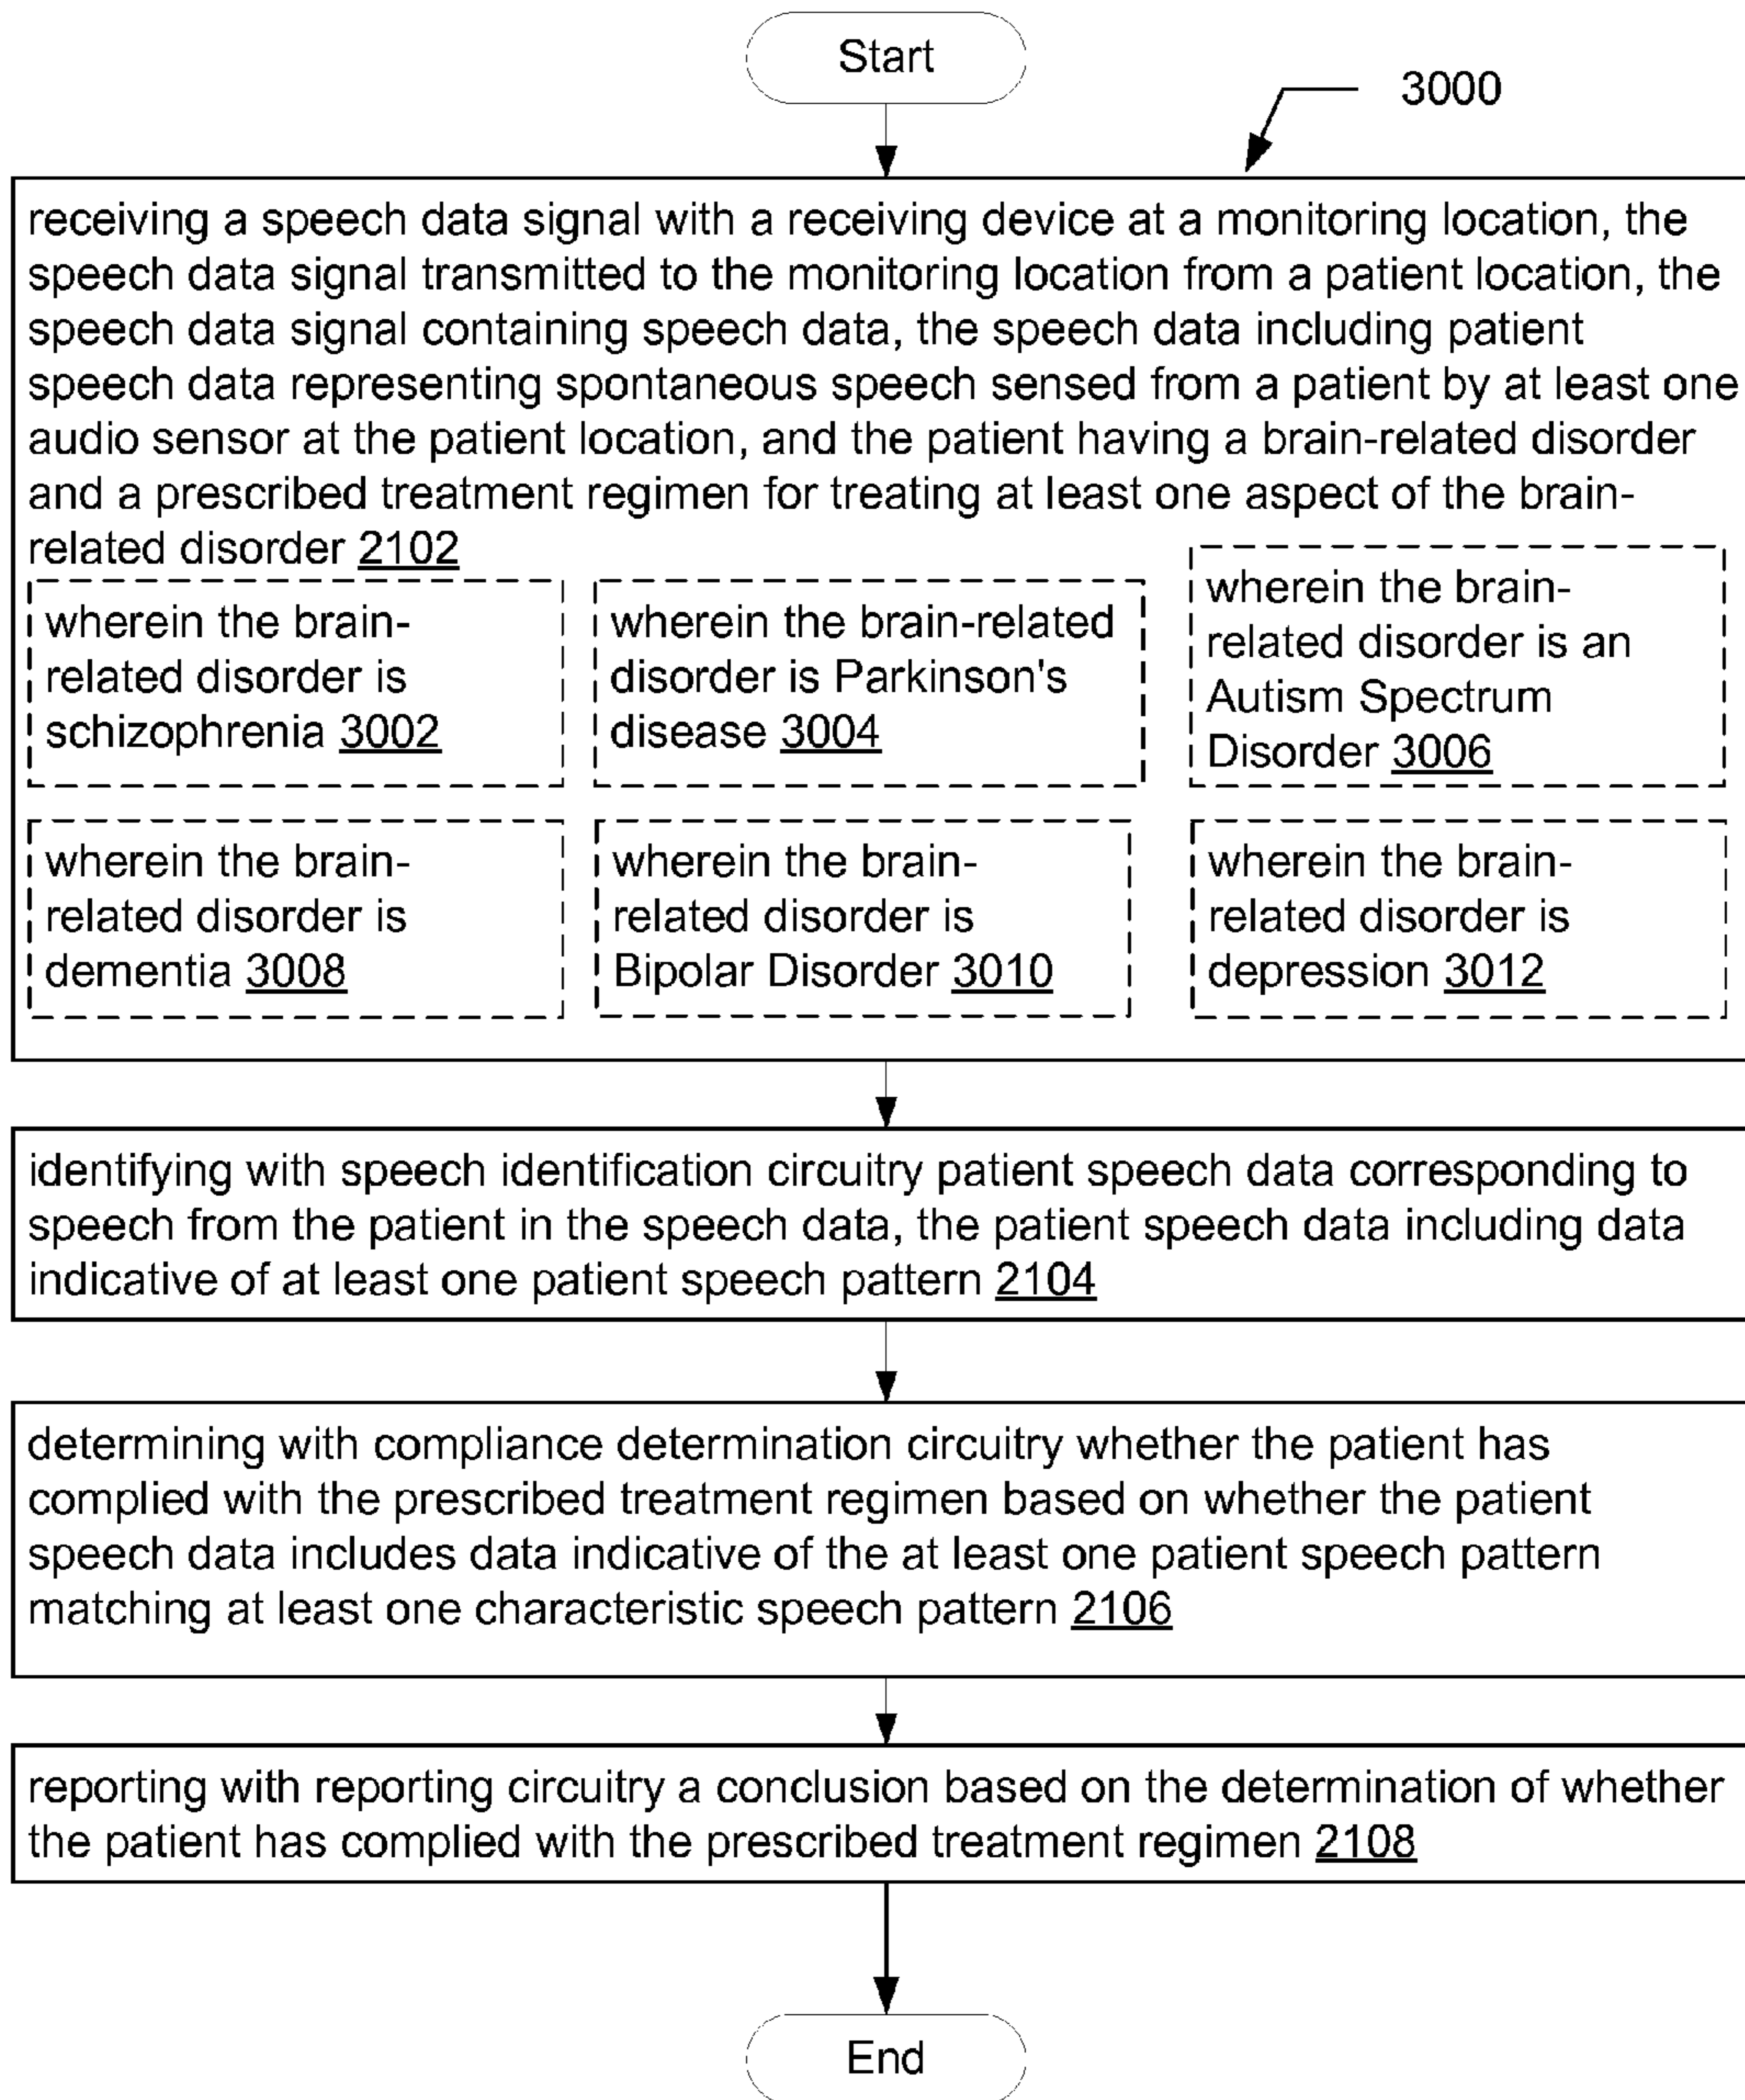 Start
3000
receiving a speech data signal with a receiving device at a monitoring location, the
speech data signal transmitted to the monitoring location from a patient location, the
speech data signal containing speech data, the speech data including patient
speech data representing spontaneous speech sensed from a patient by at least one
audio sensor at the patient location, and the patient having a brain-related disorder
and a prescribed treatment regimen for treating at least one aspect of the brain-
related disorder 2102
wherein the brain-
related disorder is
schizophrenia 3002
wherein the brain-related
disorder is Parkinson's
disease 3004
wherein the brain-
related disorder is an
Autism Spectrum
Disorder 3006
wherein the brain-
related disorder is
dementia 3008
wherein the brain-
related disorder is
Bipolar Disorder 3010
wherein the brain-
related disorder is
depression 3012
identifying with speech identification circuitry patient speech data corresponding to
speech from the patient in the speech data, the patient speech data including data
indicative of at least one patient speech pattern 2104
determining with compliance determination circuitry whether the patient has
complied with the prescribed treatment regimen based on whether the patient
speech data includes data indicative of the at least one patient speech pattern
matching at least one characteristic speech pattern 2106
reporting with reporting circuitry a conclusion based on the determination of whether
the patient has complied with the prescribed treatment regimen 2108
End